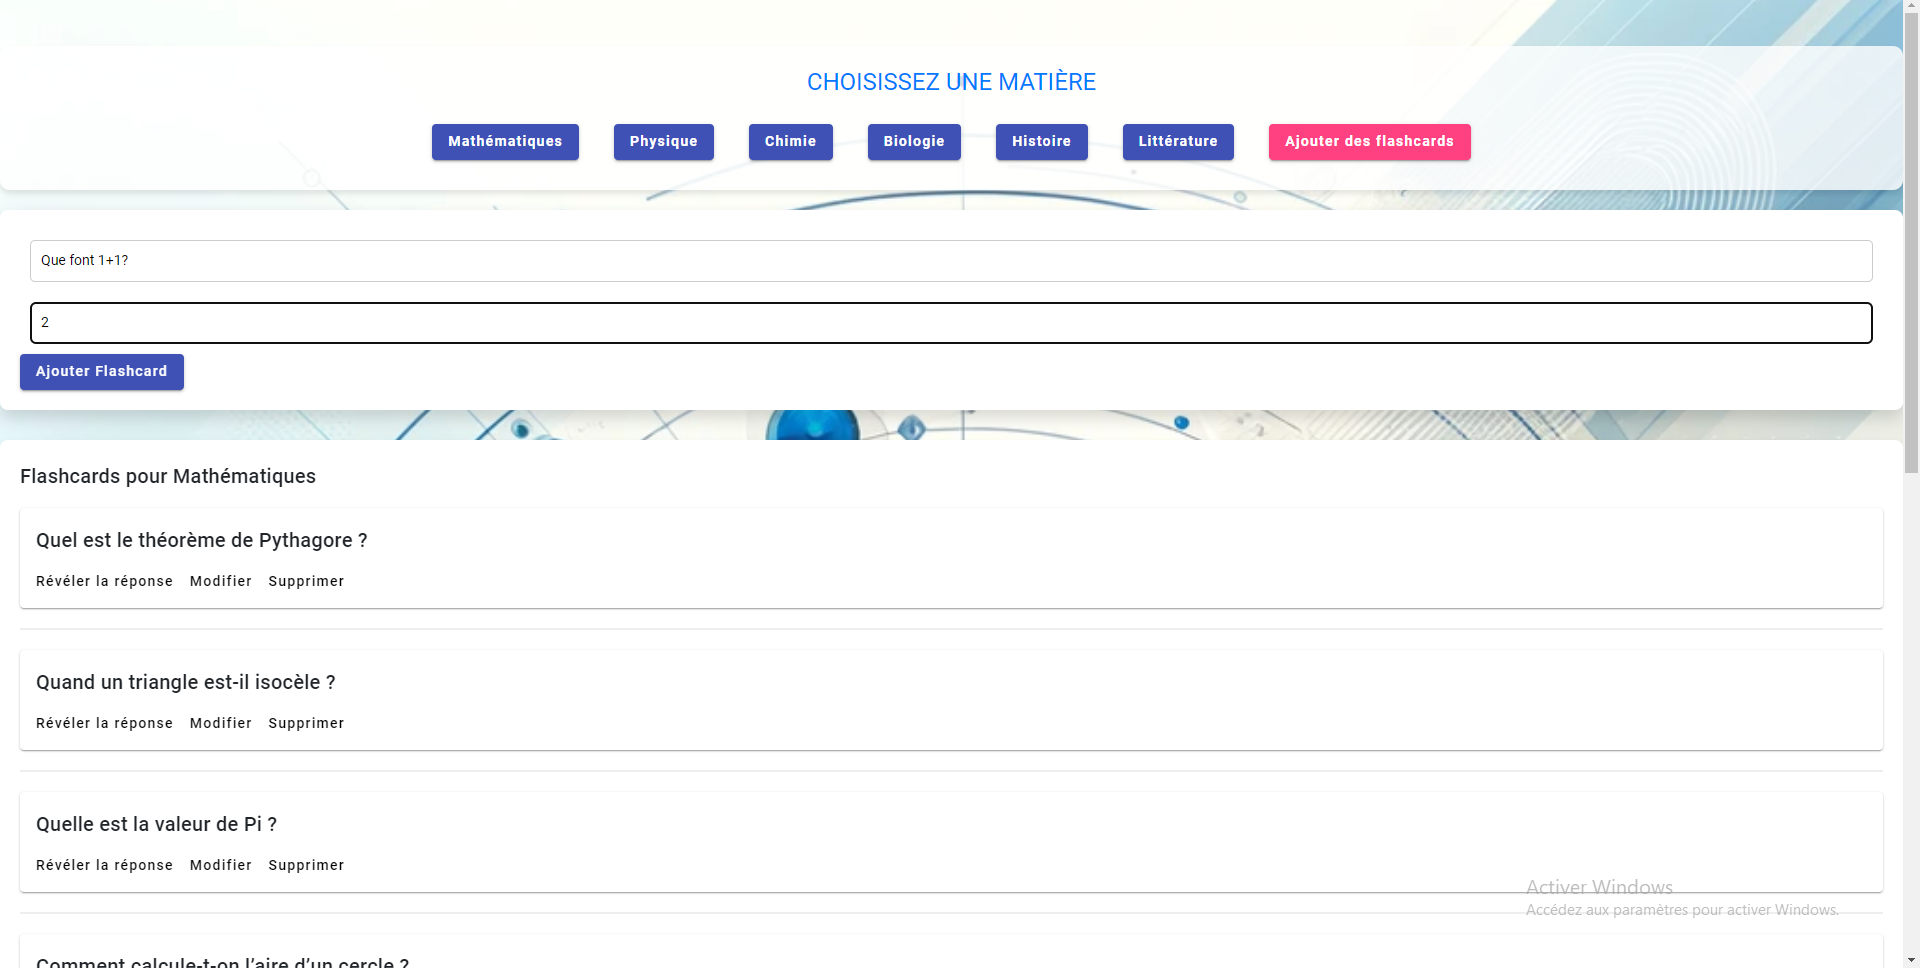 CHOISISSEZ UNE MATIÈRE
Mathématiques Physique Chimie Biologie Histoire Littérature Ajouter des flashcards
Que font 1+1?
2
Ajouter Flashcard
Flashcards pour Mathématiques
Quel est le théorème de Pythagore ?
Révéler la réponse Modifier Supprimer
Quand un triangle est-il isocèle ?
Révéler la réponse Modifier Supprimer
Quelle est la valeur de Pi ?
Révéler la réponse Modifier Supprimer
Activer Windows
Accédez aux paramètres pour activer Windows.
Comment calcule-t-on l’aire d’un cercle ?